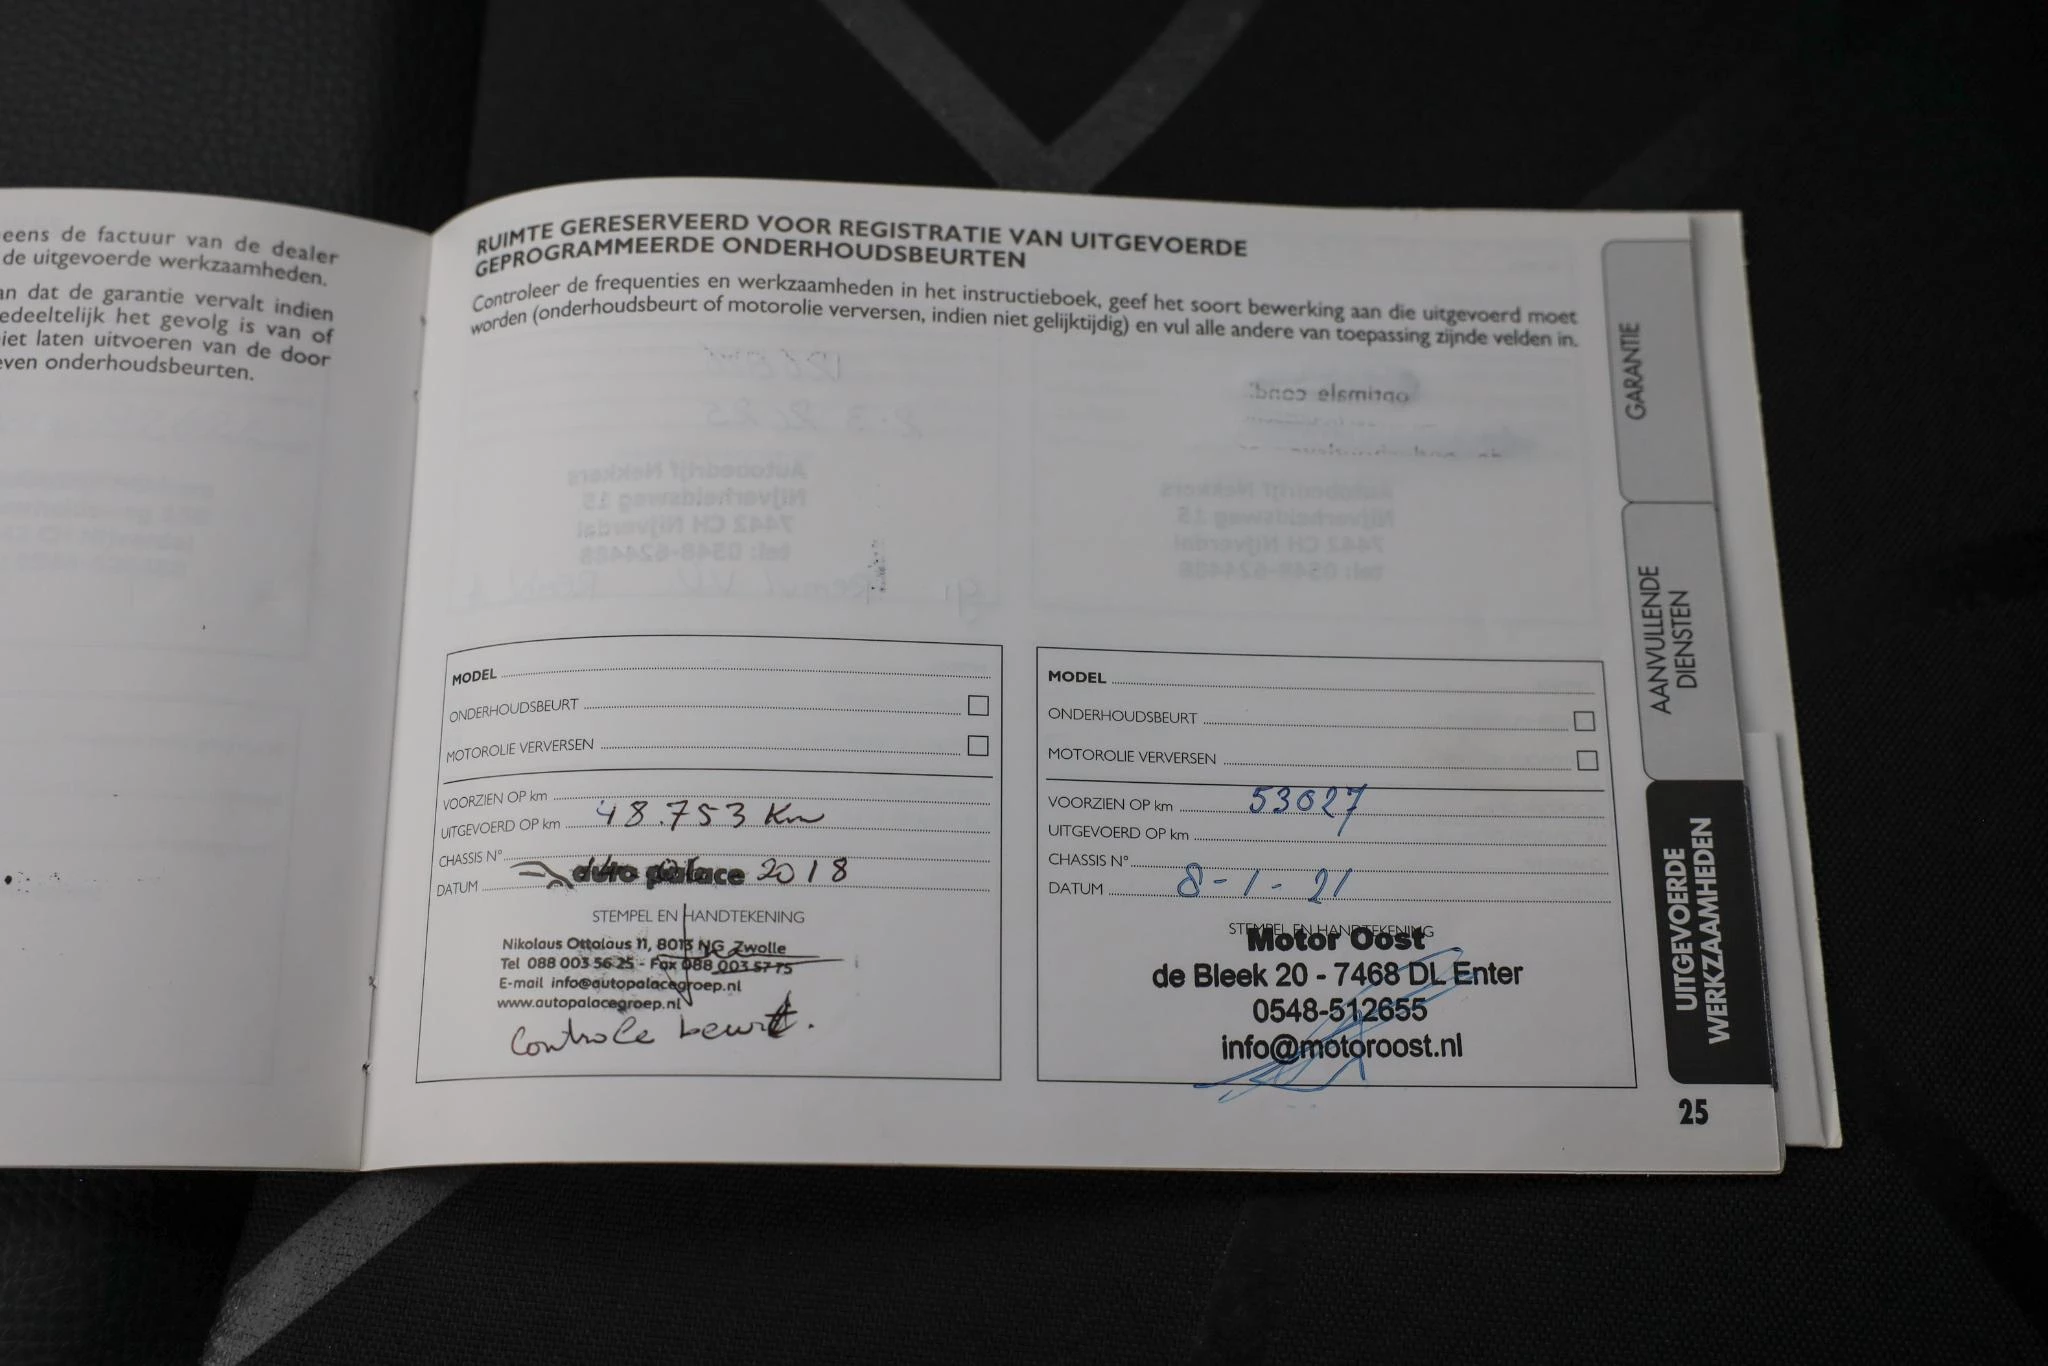 eens de factuur van de dealer
de uitgevoerde werkzaamheden.
an dat de garantie vervalt indien
edeeltelijk het gevolg is van of
iet laten uitvoeren van de door
even onderhoudsbeurten.
RUIMTE GERESERVEERD VOOR REGISTRATIE VAN UITGEVOERDE
GEPROGRAMMEERDE ONDERHOUDSBEURTEN
Controleer de frequenties en werkzaamheden in het instructieboek, geef het soort bewerking aan die uitgevoerd moet
worden (onderhoudsbeurt of motorolie verversen, indien niet gelijktijdig) en vul alle andere van toepassing zijnde velden in.
MODEL
ONDERHOUDSBEURT
MOTOROLIE VERVERSEN
VOORZIEN OP km
UITGEVOERD OP km 48.753 Km
CHASSIS N°
DATUM auto palace 2018
STEMPEL EN HANDTEKENING
Nikolaus Ottolaus 11, 8013 NG Zwolle
Tel 088 003 56 25 - Fax 088 003 57 75
E-mail info@autopalacegroep.nl
www.autopalacegroep.nl
Controle beurt.
MODEL
ONDERHOUDSBEURT
MOTOROLIE VERVERSEN
VOORZIEN OP km 53027
UITGEVOERD OP km
CHASSIS N°
DATUM 8-1-21
STEMPEL EN HANDTEKENING
Motor Oost
de Bleek 20 - 7468 DL Enter
0548-512655
info@motoroost.nl
GARANTIE
AANVULLENDE
DIENSTEN
UITGEVOERDE
WERKZAAMHEDEN
25